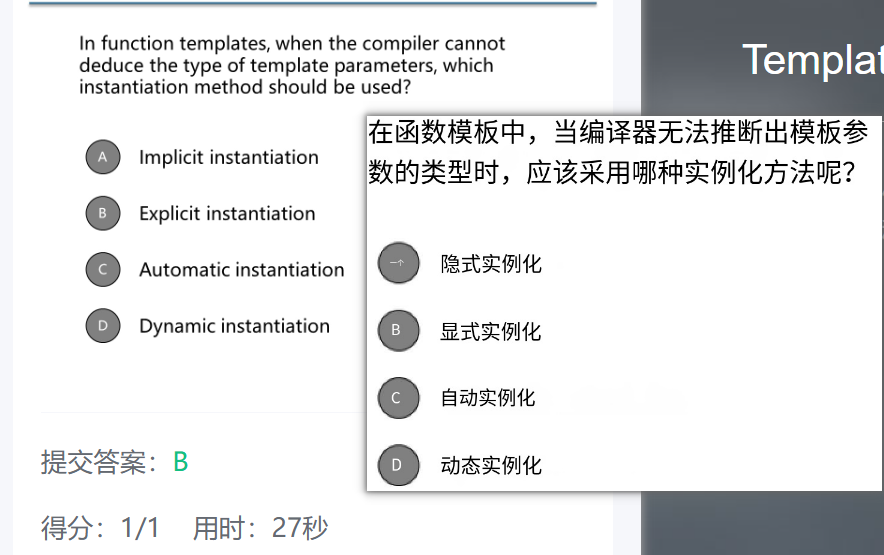 In function templates, when the compiler cannot
deduce the type of template parameters, which
instantiation method should be used?
A Implicit instantiation
B Explicit instantiation
C Automatic instantiation
D Dynamic instantiation
提交答案：B
得分：1/1 用时：27秒
Templat
在函数模板中，当编译器无法推断出模板参
数的类型时，应该采用哪种实例化方法呢？
一个 隐式实例化
B 显式实例化
C 自动实例化
D 动态实例化